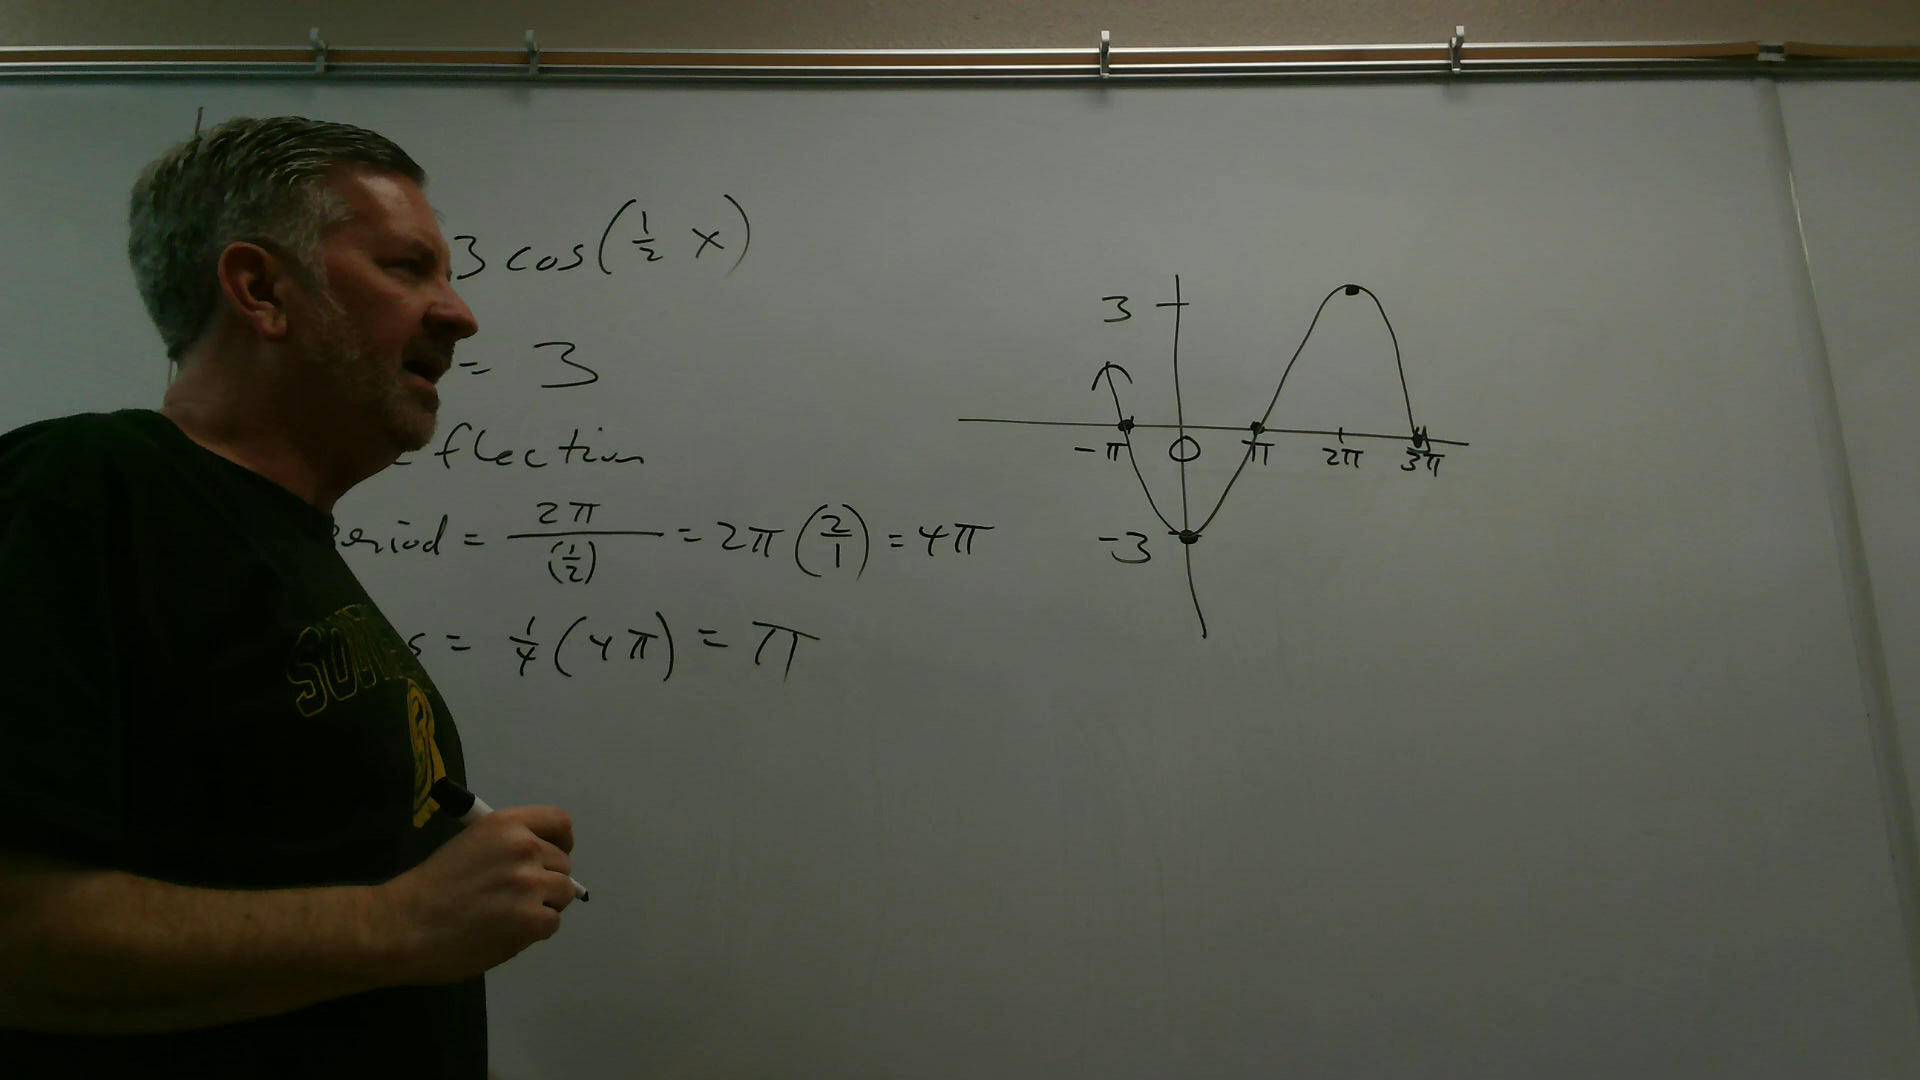 3 cos(1/2 x)
= 3
flection
eriod = 2π/(1/2) = 2π(2/1) = 4π
s = 1/4(4π) = π
3
-π 0 π 2π 3π
-3